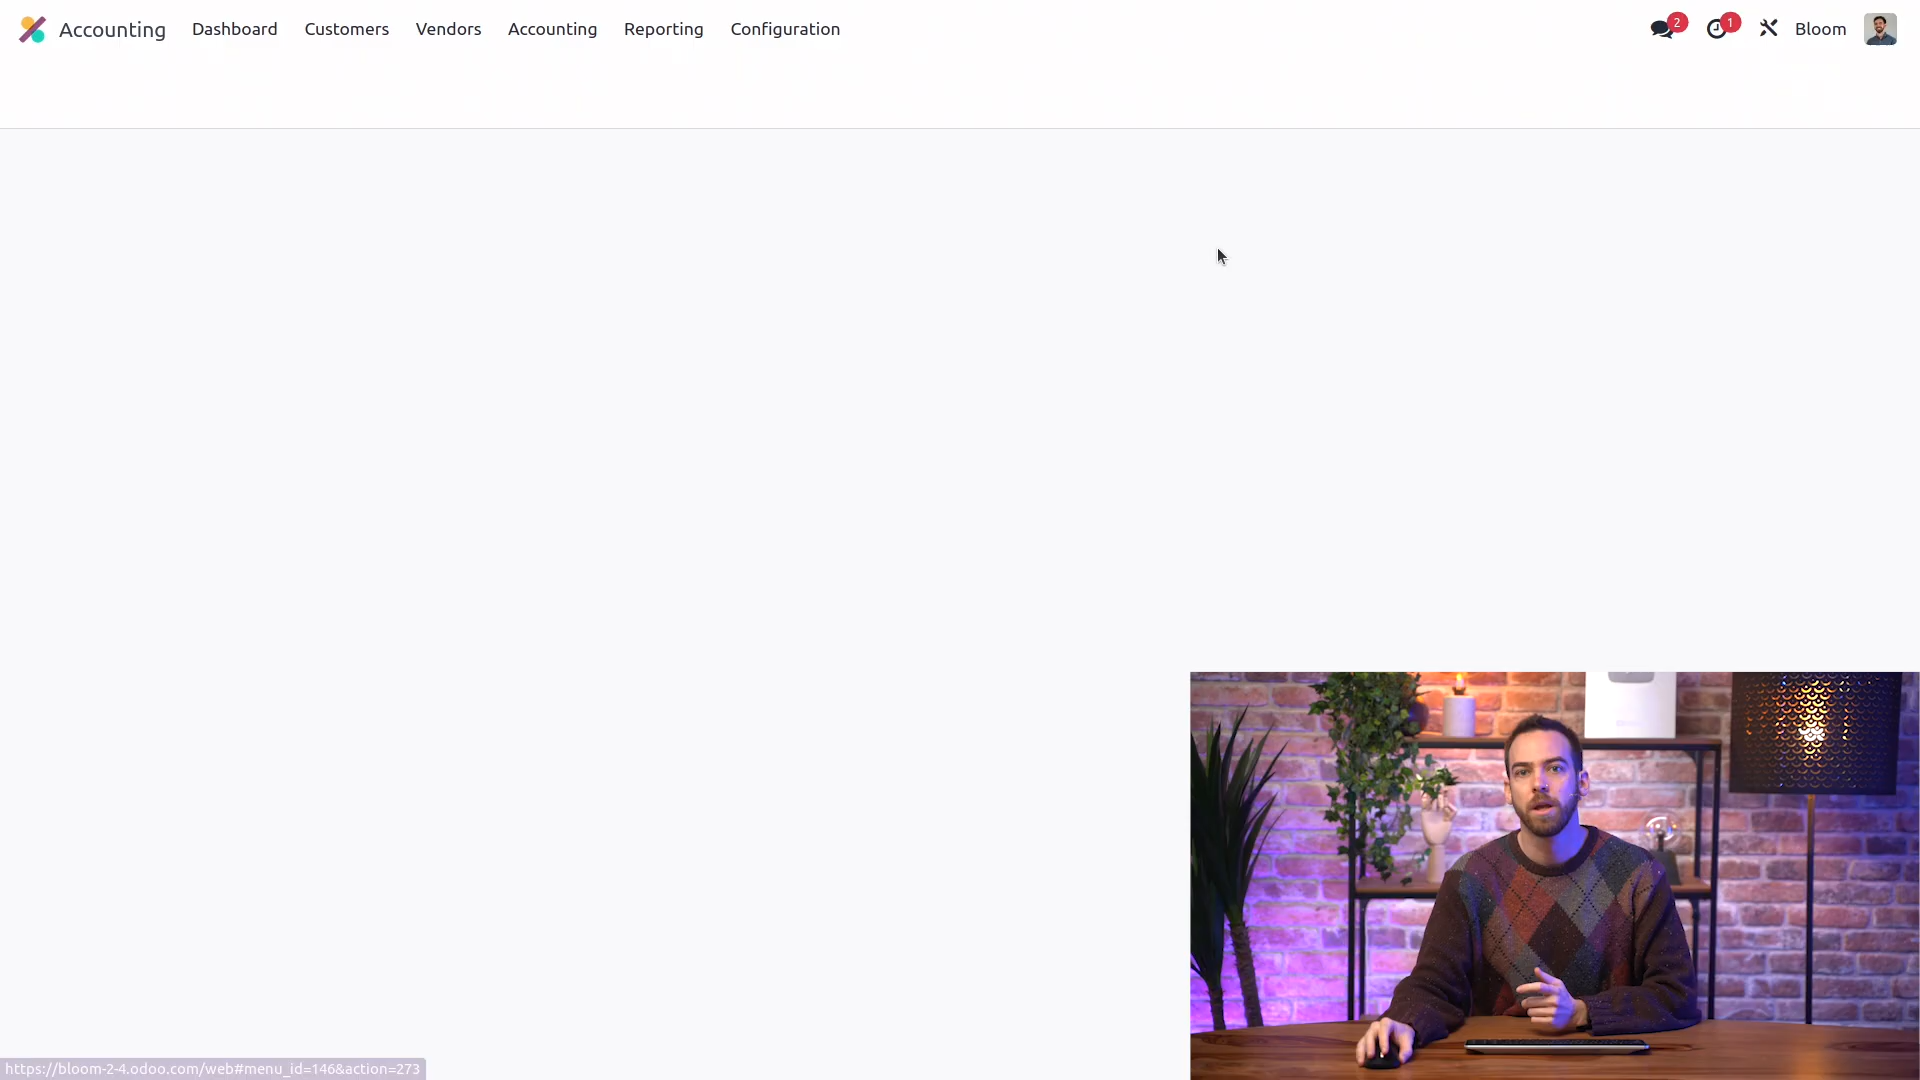 Accounting Dashboard Customers Vendors Accounting Reporting Configuration 2 1 Bloom
https://bloom-2-4.odoo.com/web#menu_id=146&action=273